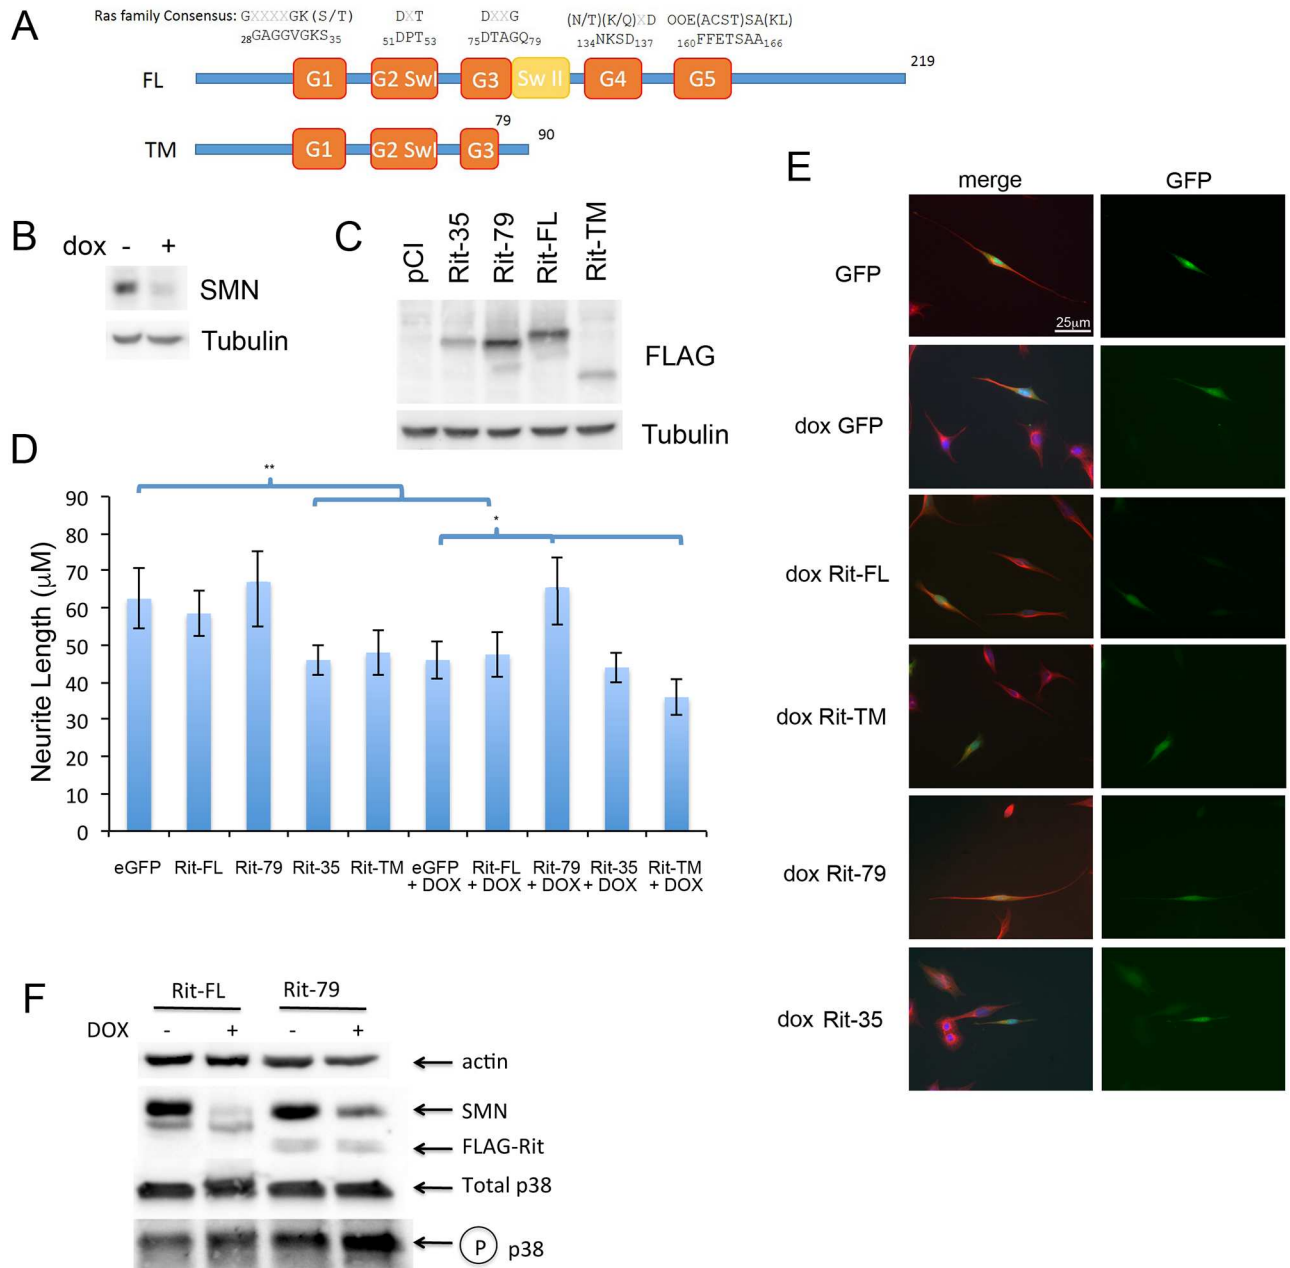 A
Ras family Consensus: GXXXXGK(S/T) DXT DXXG (N/T)(K/Q)XD OOE(ACST)SA(KL)
28GAGGVGKS35 51DPT53 75DTAGQ79 134NKSD137 160FFETSAA166
FL G1 G2 SwI G3 Sw II G4 G5 219
TM G1 G2 SwI G3 79 90
B
dox - +
SMN
Tubulin
C
pCI Rit-35 Rit-79 Rit-FL Rit-TM
FLAG
Tubulin
D
** *
Neurite Length (µM)
90
80
70
60
50
40
30
20
10
0
eGFP Rit-FL Rit-79 Rit-35 Rit-TM eGFP Rit-FL Rit-79 Rit-35 Rit-TM
+ DOX + DOX + DOX + DOX + DOX
E
merge GFP
GFP
25µm
dox GFP
dox Rit-FL
dox Rit-TM
dox Rit-79
dox Rit-35
F
Rit-FL Rit-79
DOX - + - +
actin
SMN
FLAG-Rit
Total p38
P p38